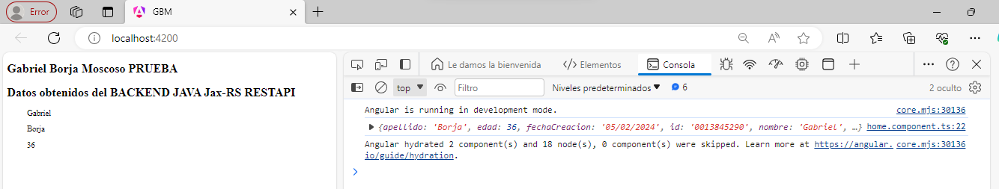 Error
GBM
localhost:4200
Gabriel Borja Moscoso PRUEBA
Datos obtenidos del BACKEND JAVA Jax-RS RESTAPI
Gabriel
Borja
36
Le damos la bienvenida
Elementos
Consola
top
Filtro
Niveles predeterminados
6
2 oculto
Angular is running in development mode. core.mjs:30136
{apellido: 'Borja', edad: 36, fechaCreacion: '05/02/2024', id: '0013845290', nombre: 'Gabriel', …} home.component.ts:22
Angular hydrated 2 component(s) and 18 node(s), 0 component(s) were skipped. Learn more at https://angular. core.mjs:30136
io/guide/hydration.